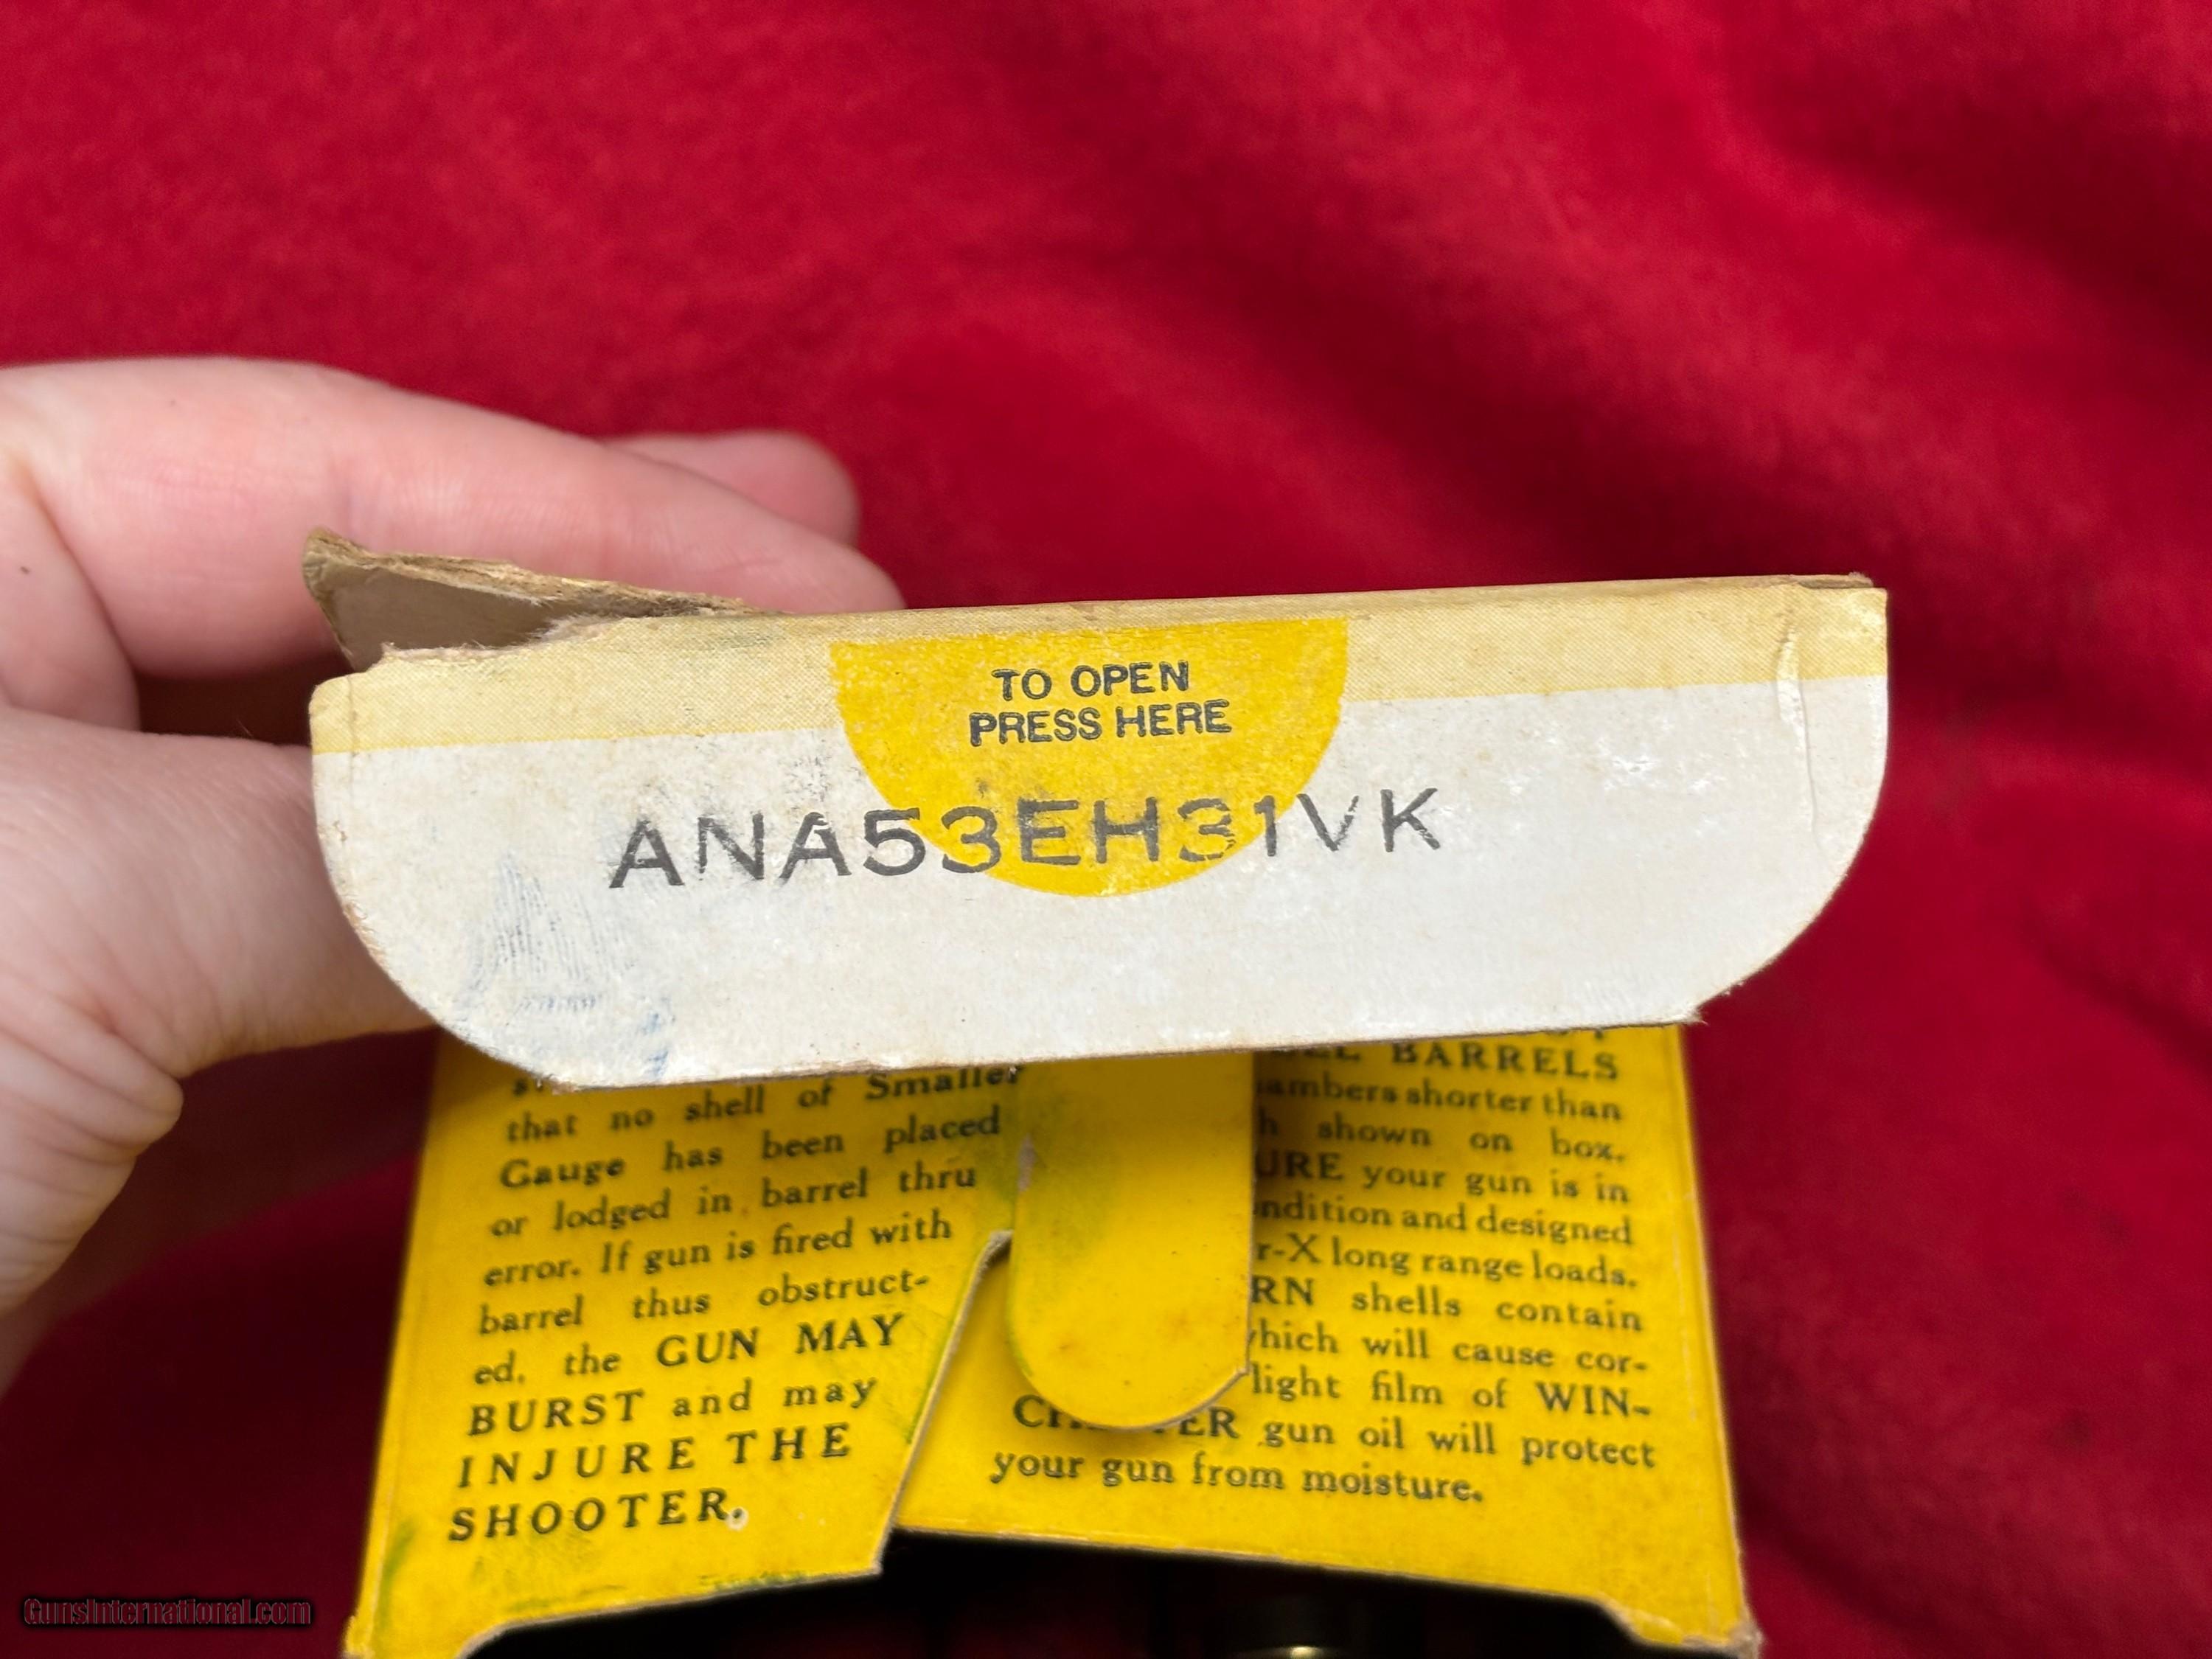 TO OPEN
PRESS HERE
ANA53EH31VK
that no shell of Smaller
Gauge has been placed
or lodged in barrel thru
error. If gun is fired with
barrel thus obstruct-
ed, the GUN MAY
BURST and may
INJURE THE
SHOOTER.
BARRELS
shorter than
shown on box.
your gun is in
and designed
long range loads.
shells contain
which will cause cor-
light film of WIN-
gun oil will protect
your gun from moisture.
GunsInternational.com